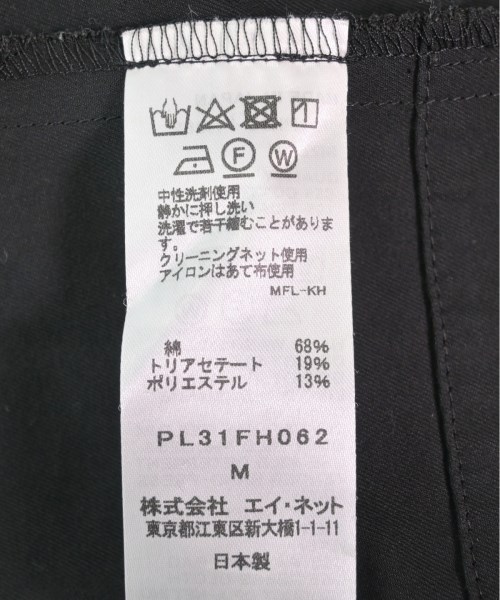 F W
中性洗剤使用
静かに押し洗い
洗濯で若干縮むことがありま
す。
クリーニングネット使用
アイロンはあて布使用
MFL-KH
綿 68%
トリアセテート 19%
ポリエステル 13%
PL31FH062
M
株式会社 エイ・ネット
東京都江東区新大橋1-1-11
日本製